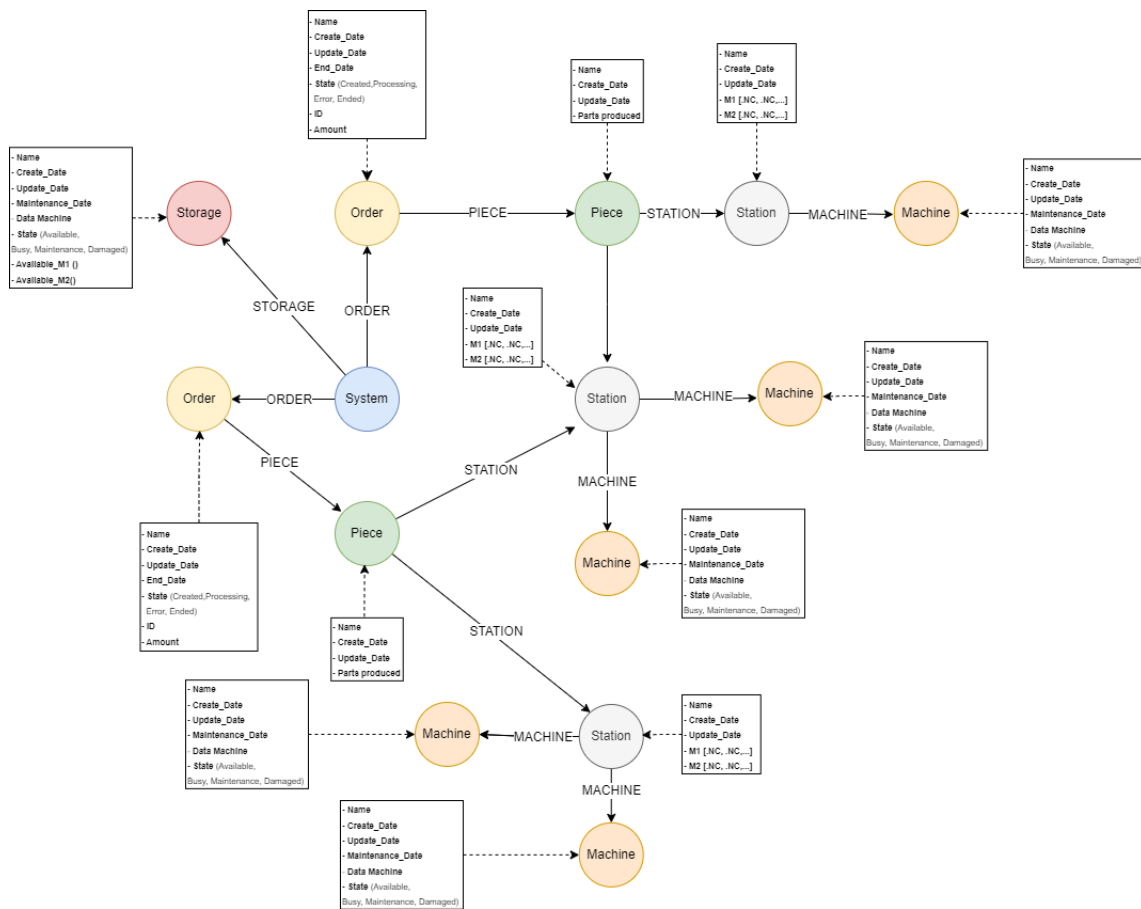 - Name
- Create_Date
- Update_Date
- End_Date
- State (Created,Processing,
Error, Ended)
- ID
- Amount
- Name
- Create_Date
- Update_Date
- Parts produced
- Name
- Create_Date
- Update_Date
- M1 [.NC, .NC,...]
- M2 [.NC, .NC,...]
- Name
- Create_Date
- Update_Date
- Maintenance_Date
- Data Machine
- State (Available,
Busy, Maintenance, Damaged)
- Available_M1 ()
- Available_M2()
Storage
Order
PIECE
Piece
STATION
Station
MACHINE
Machine
- Name
- Create_Date
- Update_Date
- Maintenance_Date
- Data Machine
- State (Available,
Busy, Maintenance, Damaged)
STORAGE
ORDER
- Name
- Create_Date
- Update_Date
- M1 [.NC, .NC,...]
- M2 [.NC, .NC,...]
Order
ORDER
System
Station
MACHINE
Machine
- Name
- Create_Date
- Update_Date
- Maintenance_Date
- Data Machine
- State (Available,
Busy, Maintenance, Damaged)
PIECE
STATION
MACHINE
Piece
Machine
- Name
- Create_Date
- Update_Date
- Maintenance_Date
- Data Machine
- State (Available,
Busy, Maintenance, Damaged)
- Name
- Create_Date
- Update_Date
- End_Date
- State (Created,Processing,
Error, Ended)
- ID
- Amount
- Name
- Create_Date
- Update_Date
- Parts produced
STATION
- Name
- Create_Date
- Update_Date
- Maintenance_Date
- Data Machine
- State (Available,
Busy, Maintenance, Damaged)
Machine
MACHINE
Station
- Name
- Create_Date
- Update_Date
- M1 [.NC, .NC,...]
- M2 [.NC, .NC,...]
MACHINE
- Name
- Create_Date
- Update_Date
- Maintenance_Date
- Data Machine
- State (Available,
Busy, Maintenance, Damaged)
Machine